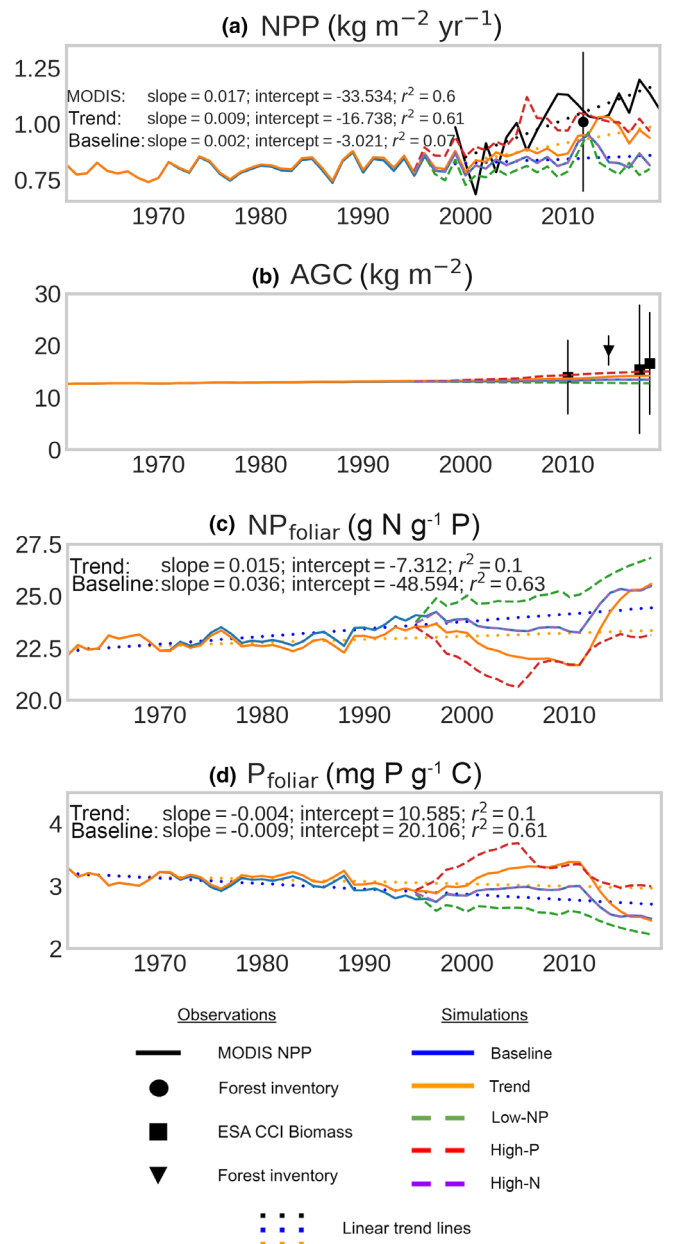 (a) NPP (kg m⁻² yr⁻¹)
1.25
MODIS: slope = 0.017; intercept = -33.534; r² = 0.6
Trend: slope = 0.009; intercept = -16.738; r² = 0.61
1.00
Baseline: slope = 0.002; intercept = -3.021; r² = 0.07
0.75
1970 1980 1990 2000 2010
(b) AGC (kg m⁻²)
30
20
10
0
1970 1980 1990 2000 2010
(c) NPfoliar (g N g⁻¹ P)
27.5
Trend: slope = 0.015; intercept = -7.312; r² = 0.1
Baseline: slope = 0.036; intercept = -48.594; r² = 0.63
25.0
22.5
20.0
1970 1980 1990 2000 2010
(d) Pfoliar (mg P g⁻¹ C)
Trend: slope = -0.004; intercept = 10.585; r² = 0.1
4
Baseline: slope = -0.009; intercept = 20.106; r² = 0.61
3
2
1970 1980 1990 2000 2010
Observations Simulations
MODIS NPP Baseline
Forest inventory Trend
Low-NP
ESA CCI Biomass
High-P
Forest inventory
High-N
Linear trend lines